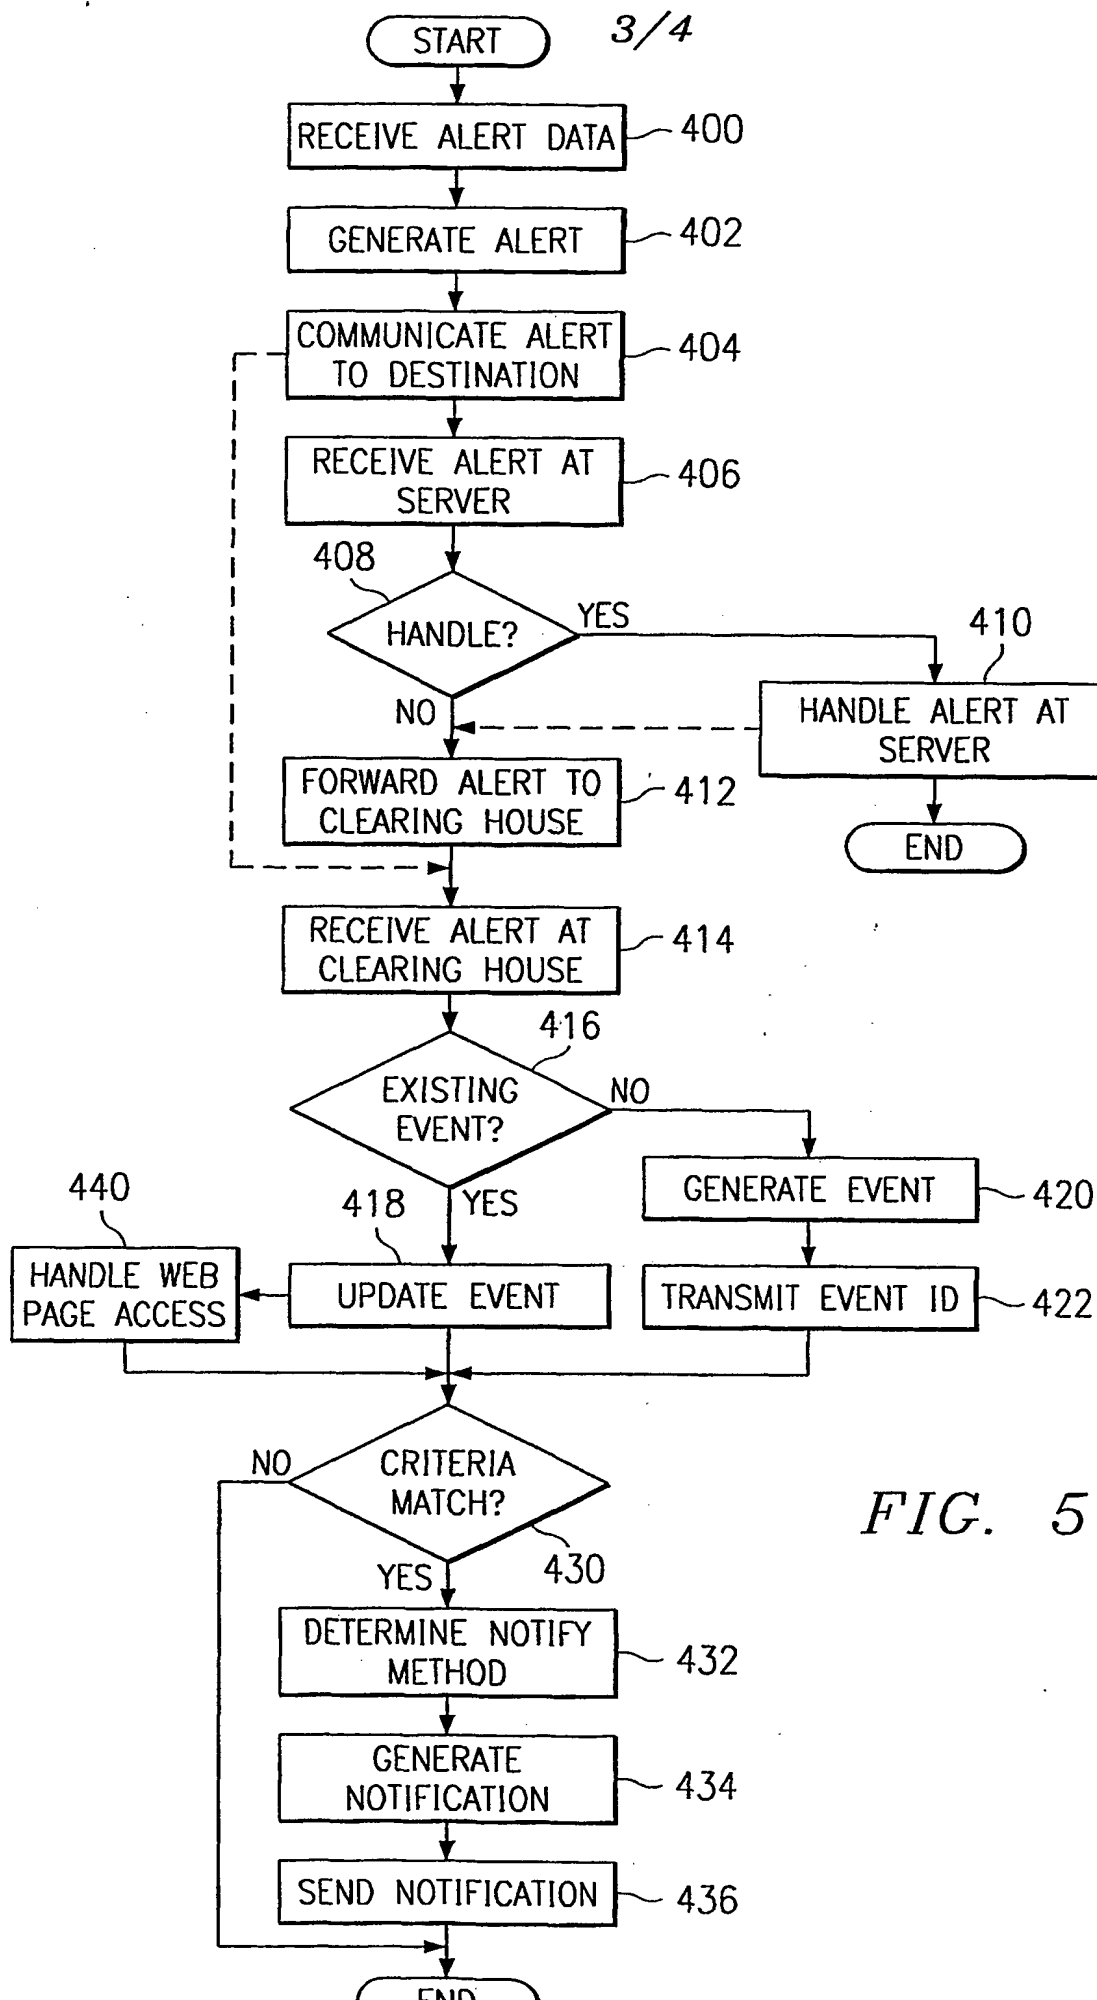 START
3/4
RECEIVE ALERT DATA
400
GENERATE ALERT
402
COMMUNICATE ALERT
TO DESTINATION
404
RECEIVE ALERT AT
SERVER
406
408
HANDLE?
YES
NO
410
HANDLE ALERT AT
SERVER
END
FORWARD ALERT TO
CLEARING HOUSE
412
RECEIVE ALERT AT
CLEARING HOUSE
414
416
EXISTING
EVENT?
NO
YES
GENERATE EVENT
420
440
418
HANDLE WEB
PAGE ACCESS
UPDATE EVENT
TRANSMIT EVENT ID
422
NO
CRITERIA
MATCH?
430
YES
FIG. 5
DETERMINE NOTIFY
METHOD
432
GENERATE
NOTIFICATION
434
SEND NOTIFICATION
436
END